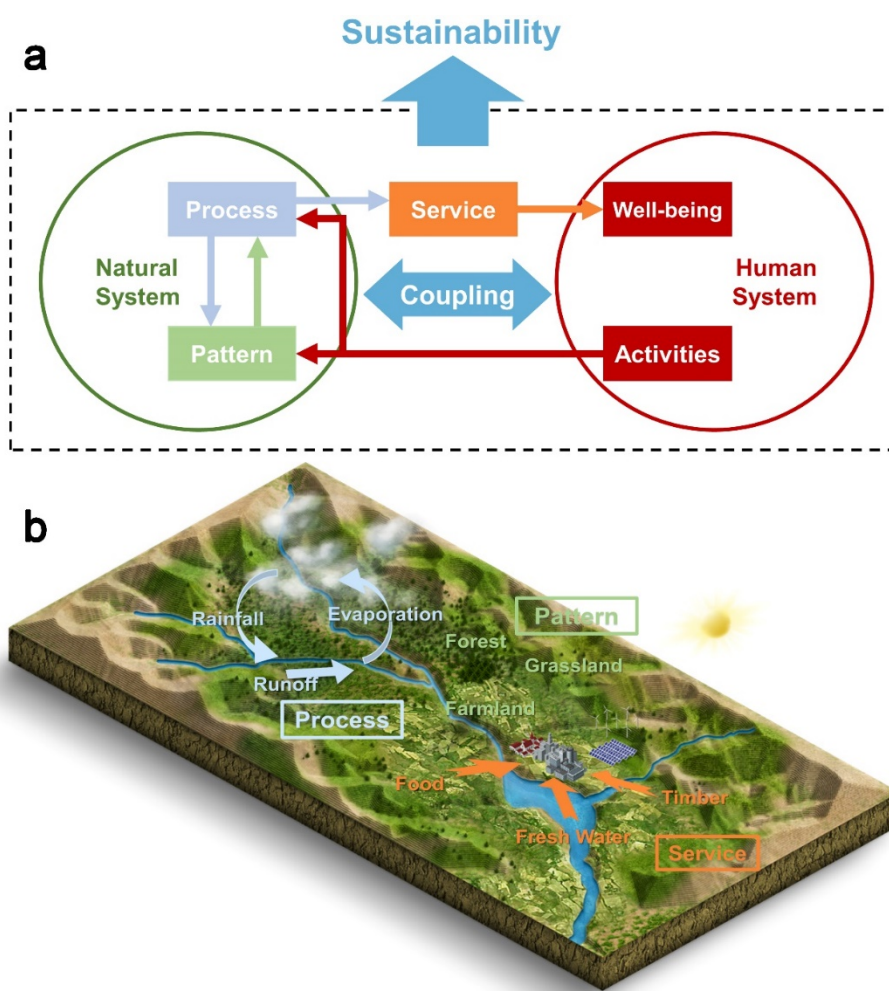 a
Sustainability
Process
Service
Well-being
Natural
System
Coupling
Human
System
Pattern
Activities
b
Rainfall
Evaporation
Pattern
Forest
Grassland
Runoff
Process
Farmland
Food
Timber
Fresh Water
Service